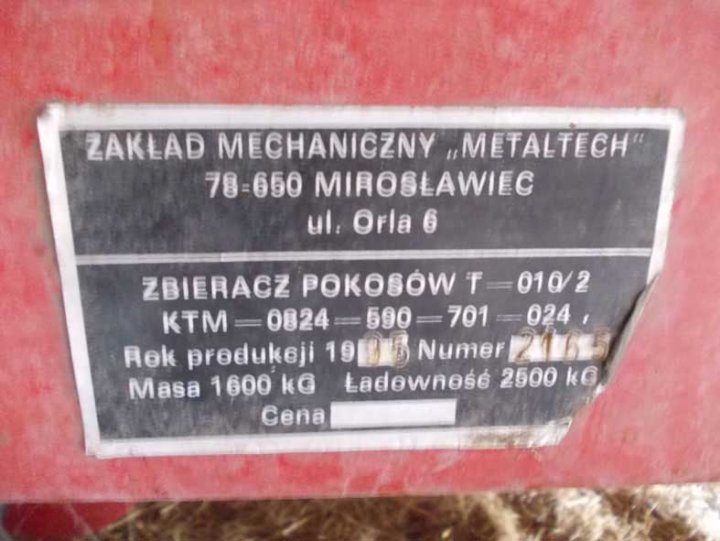 ZAKŁAD MECHANICZNY „METALTECH"
78-650 MIROSŁAWIEC
ul. Orla 6
ZBIERACZ POKOSÓW T-010/2
KTM-0824-590-701-024,
Rok produkcji 19 Numer
Masa 1600 kG Ładowność 2500 kG
Cena